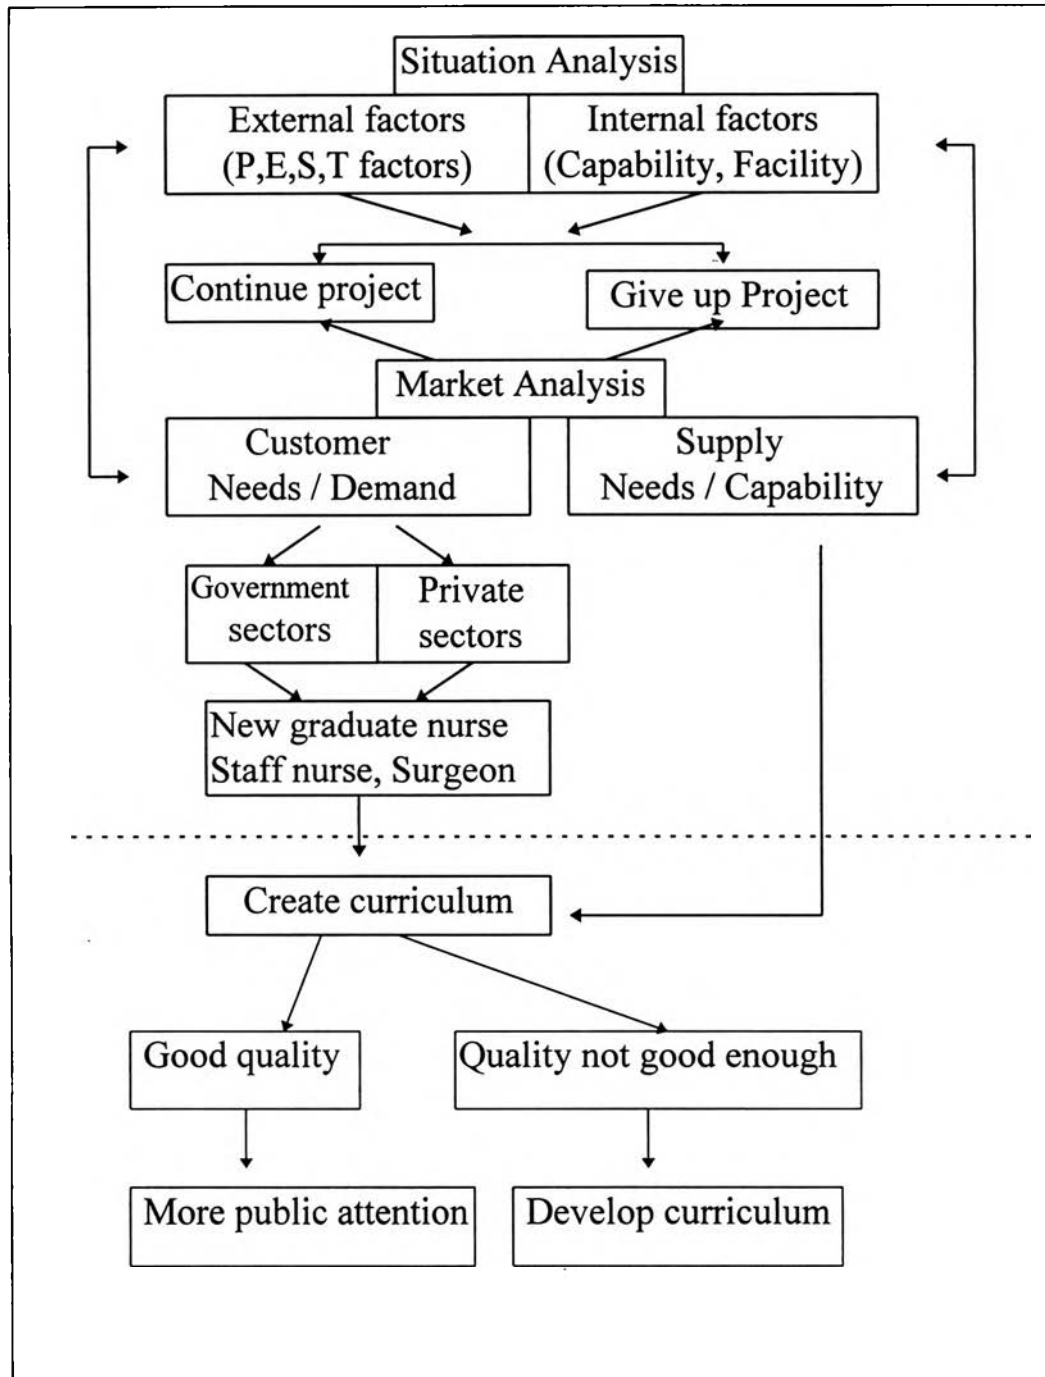 Situation Analysis
External factors
(P,E,S,T factors)
Internal factors
(Capability, Facility)
Continue project
Give up Project
Market Analysis
Customer
Needs / Demand
Supply
Needs / Capability
Government
sectors
Private
sectors
New graduate nurse
Staff nurse, Surgeon
Create curriculum
Good quality
Quality not good enough
More public attention
Develop curriculum